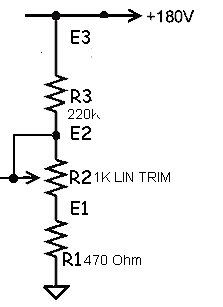 +180V
E3
R3
220k
E2
R2 1K LIN TRIM
E1
R1 470 Ohm